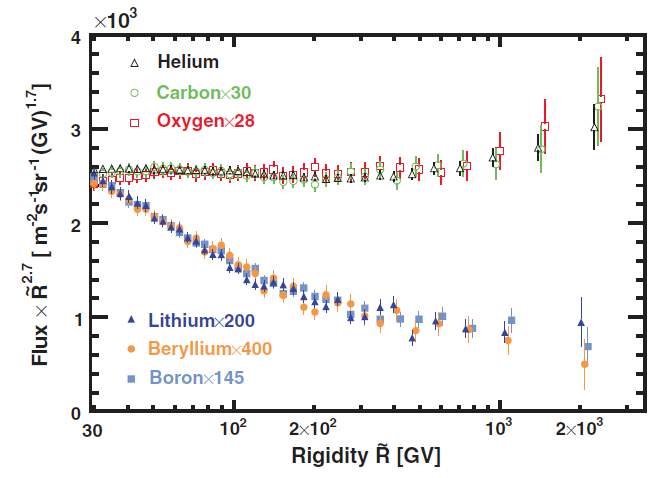 ×10³
4
3
2
1
0
Flux × R̃^2.7 [ m⁻²s⁻¹sr⁻¹(GV)^1.7]
△ Helium
○ Carbon×30
□ Oxygen×28
▲ Lithium×200
● Beryllium×400
■ Boron×145
30 10² 2×10² 10³ 2×10³
Rigidity R̃ [GV]